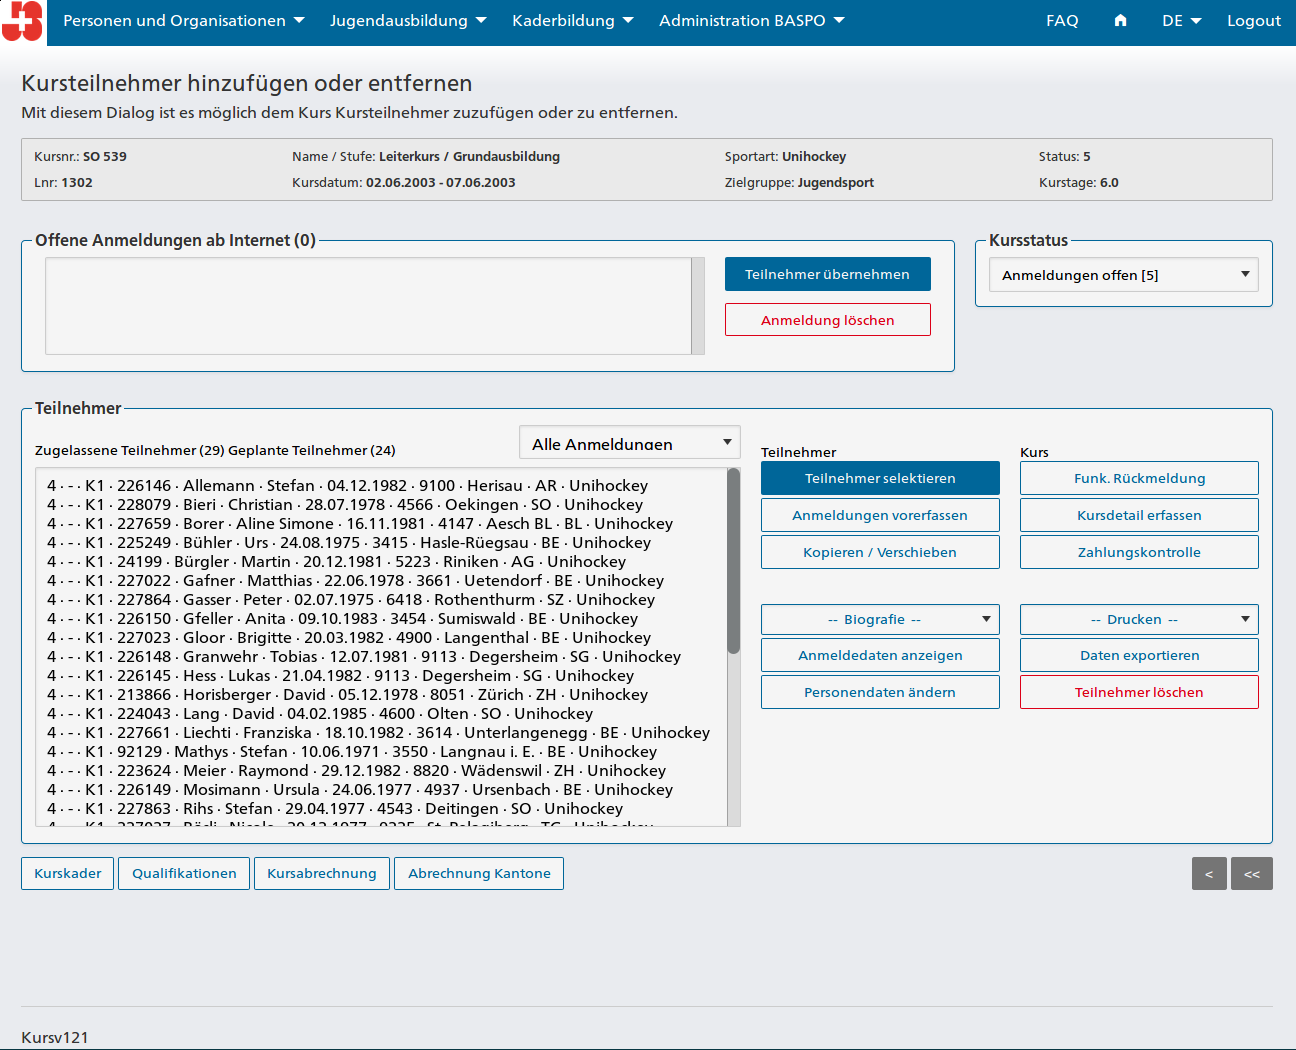 Personen und Organisationen Jugendausbildung Kaderbildung Administration BASPO FAQ DE Logout
Kursteilnehmer hinzufügen oder entfernen
Mit diesem Dialog ist es möglich dem Kurs Kursteilnehmer zuzufügen oder zu entfernen.
Kursnr.: SO 539 Name / Stufe: Leiterkurs / Grundausbildung Sportart: Unihockey Status: 5
Lnr: 1302 Kursdatum: 02.06.2003 - 07.06.2003 Zielgruppe: Jugendsport Kurstage: 6.0
Offene Anmeldungen ab Internet (0)
Teilnehmer übernehmen
Anmeldung löschen
Kursstatus
Anmeldungen offen [5]
Teilnehmer
Zugelassene Teilnehmer (29) Geplante Teilnehmer (24)
Alle Anmeldungen
4 · - · K1 · 226146 · Allemann · Stefan · 04.12.1982 · 9100 · Herisau · AR · Unihockey
4 · - · K1 · 228079 · Bieri · Christian · 28.07.1978 · 4566 · Oekingen · SO · Unihockey
4 · - · K1 · 227659 · Borer · Aline Simone · 16.11.1981 · 4147 · Aesch BL · BL · Unihockey
4 · - · K1 · 225249 · Bühler · Urs · 24.08.1975 · 3415 · Hasle-Rüegsau · BE · Unihockey
4 · - · K1 · 24199 · Bürgler · Martin · 20.12.1981 · 5223 · Riniken · AG · Unihockey
4 · - · K1 · 227022 · Gafner · Matthias · 22.06.1978 · 3661 · Uetendorf · BE · Unihockey
4 · - · K1 · 227864 · Gasser · Peter · 02.07.1975 · 6418 · Rothenthurm · SZ · Unihockey
4 · - · K1 · 226150 · Gfeller · Anita · 09.10.1983 · 3454 · Sumiswald · BE · Unihockey
4 · - · K1 · 227023 · Gloor · Brigitte · 20.03.1982 · 4900 · Langenthal · BE · Unihockey
4 · - · K1 · 226148 · Granwehr · Tobias · 12.07.1981 · 9113 · Degersheim · SG · Unihockey
4 · - · K1 · 226145 · Hess · Lukas · 21.04.1982 · 9113 · Degersheim · SG · Unihockey
4 · - · K1 · 213866 · Horisberger · David · 05.12.1978 · 8051 · Zürich · ZH · Unihockey
4 · - · K1 · 224043 · Lang · David · 04.02.1985 · 4600 · Olten · SO · Unihockey
4 · - · K1 · 227661 · Liechti · Franziska · 18.10.1982 · 3614 · Unterlangenegg · BE · Unihockey
4 · - · K1 · 92129 · Mathys · Stefan · 10.06.1971 · 3550 · Langnau i. E. · BE · Unihockey
4 · - · K1 · 223624 · Meier · Raymond · 29.12.1982 · 8820 · Wädenswil · ZH · Unihockey
4 · - · K1 · 226149 · Mosimann · Ursula · 24.06.1977 · 4937 · Ursenbach · BE · Unihockey
4 · - · K1 · 227863 · Rihs · Stefan · 29.04.1977 · 4543 · Deitingen · SO · Unihockey
Teilnehmer
Teilnehmer selektieren
Anmeldungen vorerfassen
Kopieren / Verschieben
-- Biografie --
Anmeldedaten anzeigen
Personendaten ändern
Kurs
Funk. Rückmeldung
Kursdetail erfassen
Zahlungskontrolle
-- Drucken --
Daten exportieren
Teilnehmer löschen
Kurskader Qualifikationen Kursabrechnung Abrechnung Kantone < <<
Kursv121